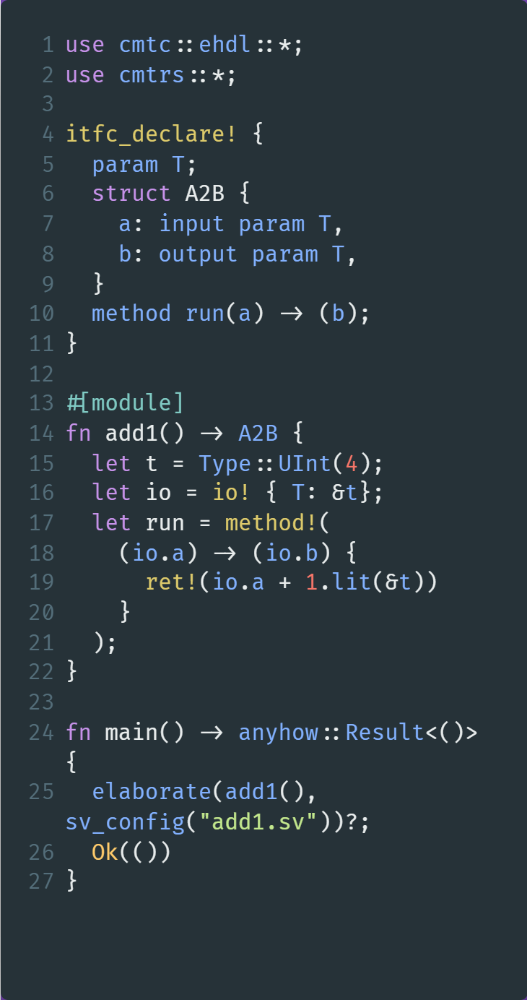 1 use cmtc::ehdl::*;
2 use cmtrs::*;
3
4 itfc_declare! {
5   param T;
6   struct A2B {
7     a: input param T,
8     b: output param T,
9   }
10   method run(a) -> (b);
11 }
12
13 #[module]
14 fn add1() -> A2B {
15   let t = Type::UInt(4);
16   let io = io! { T: &t};
17   let run = method!(
18     (io.a) -> (io.b) {
19       ret!(io.a + 1.lit(&t))
20     }
21   );
22 }
23
24 fn main() -> anyhow::Result<()>
{
25   elaborate(add1(),
sv_config("add1.sv"))?;
26   Ok(())
27 }